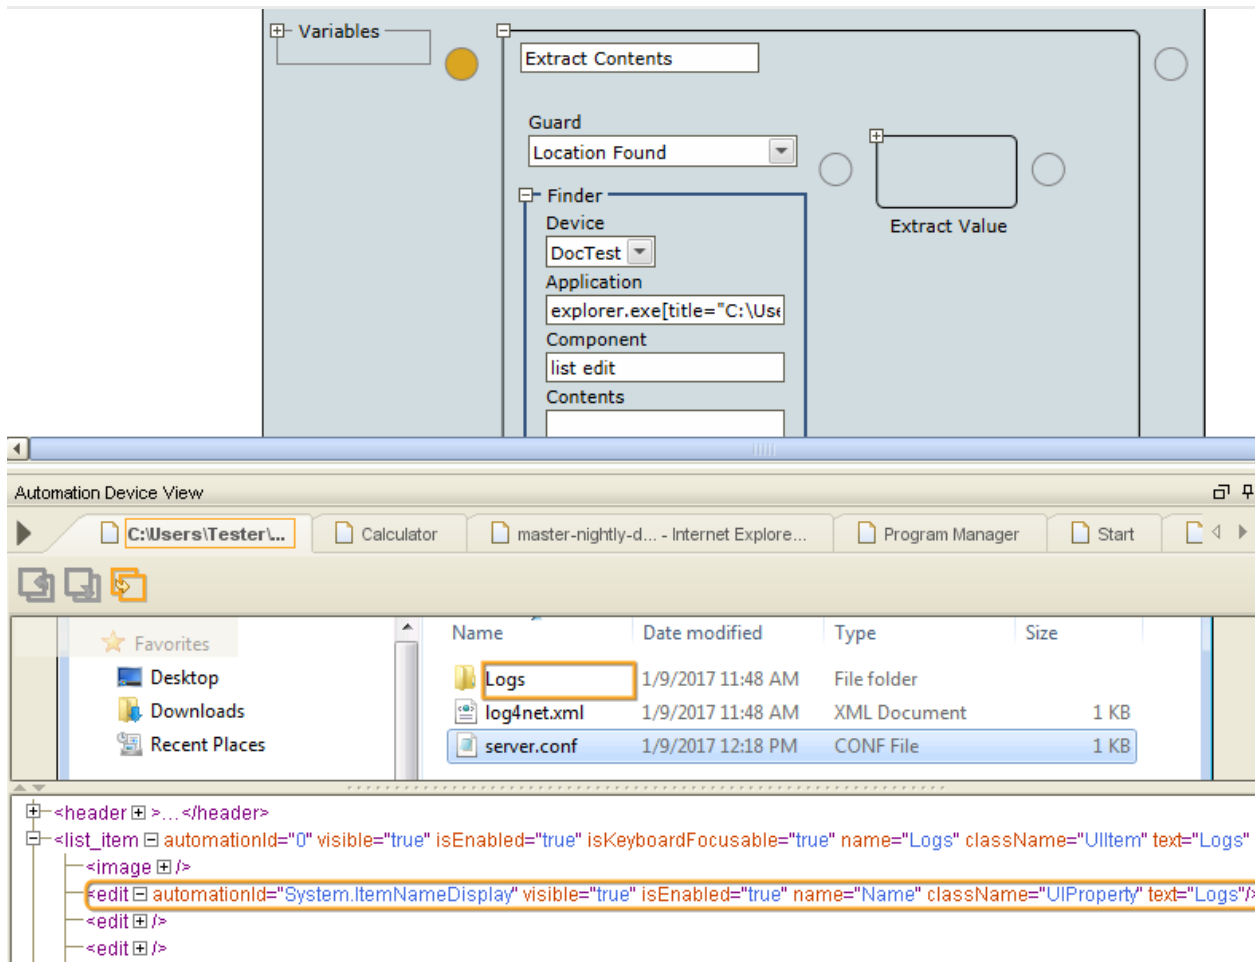 Variables
Extract Contents
Guard
Location Found
Finder
Device
DocTest
Application
explorer.exe[title="C:\Use
Component
list edit
Contents
Extract Value
Automation Device View
C:\Users\Tester\... Calculator master-nightly-d... - Internet Explore... Program Manager Start
Favorites
Desktop
Downloads
Recent Places
Name Date modified Type Size
Logs 1/9/2017 11:48 AM File folder
log4net.xml 1/9/2017 11:48 AM XML Document 1 KB
server.conf 1/9/2017 12:18 PM CONF File 1 KB
<header >...</header>
<list_item automationId="0" visible="true" isEnabled="true" isKeyboardFocusable="true" name="Logs" className="UIItem" text="Logs"
<image />
<edit automationId="System.ItemNameDisplay" visible="true" isEnabled="true" name="Name" className="UIProperty" text="Logs"/>
<edit />
<edit />